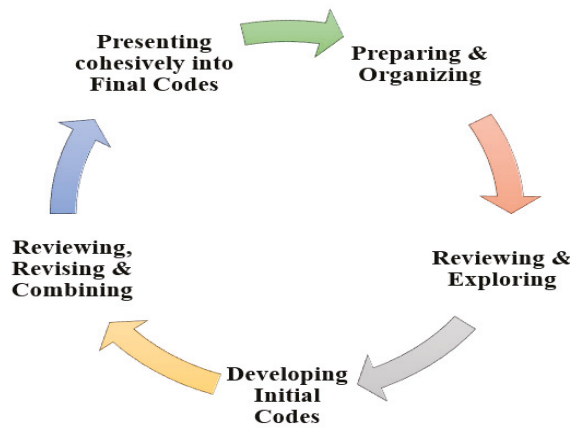 Presenting
cohesively into
Final Codes
Preparing &
Organizing
Reviewing &
Exploring
Developing
Initial
Codes
Reviewing,
Revising &
Combining